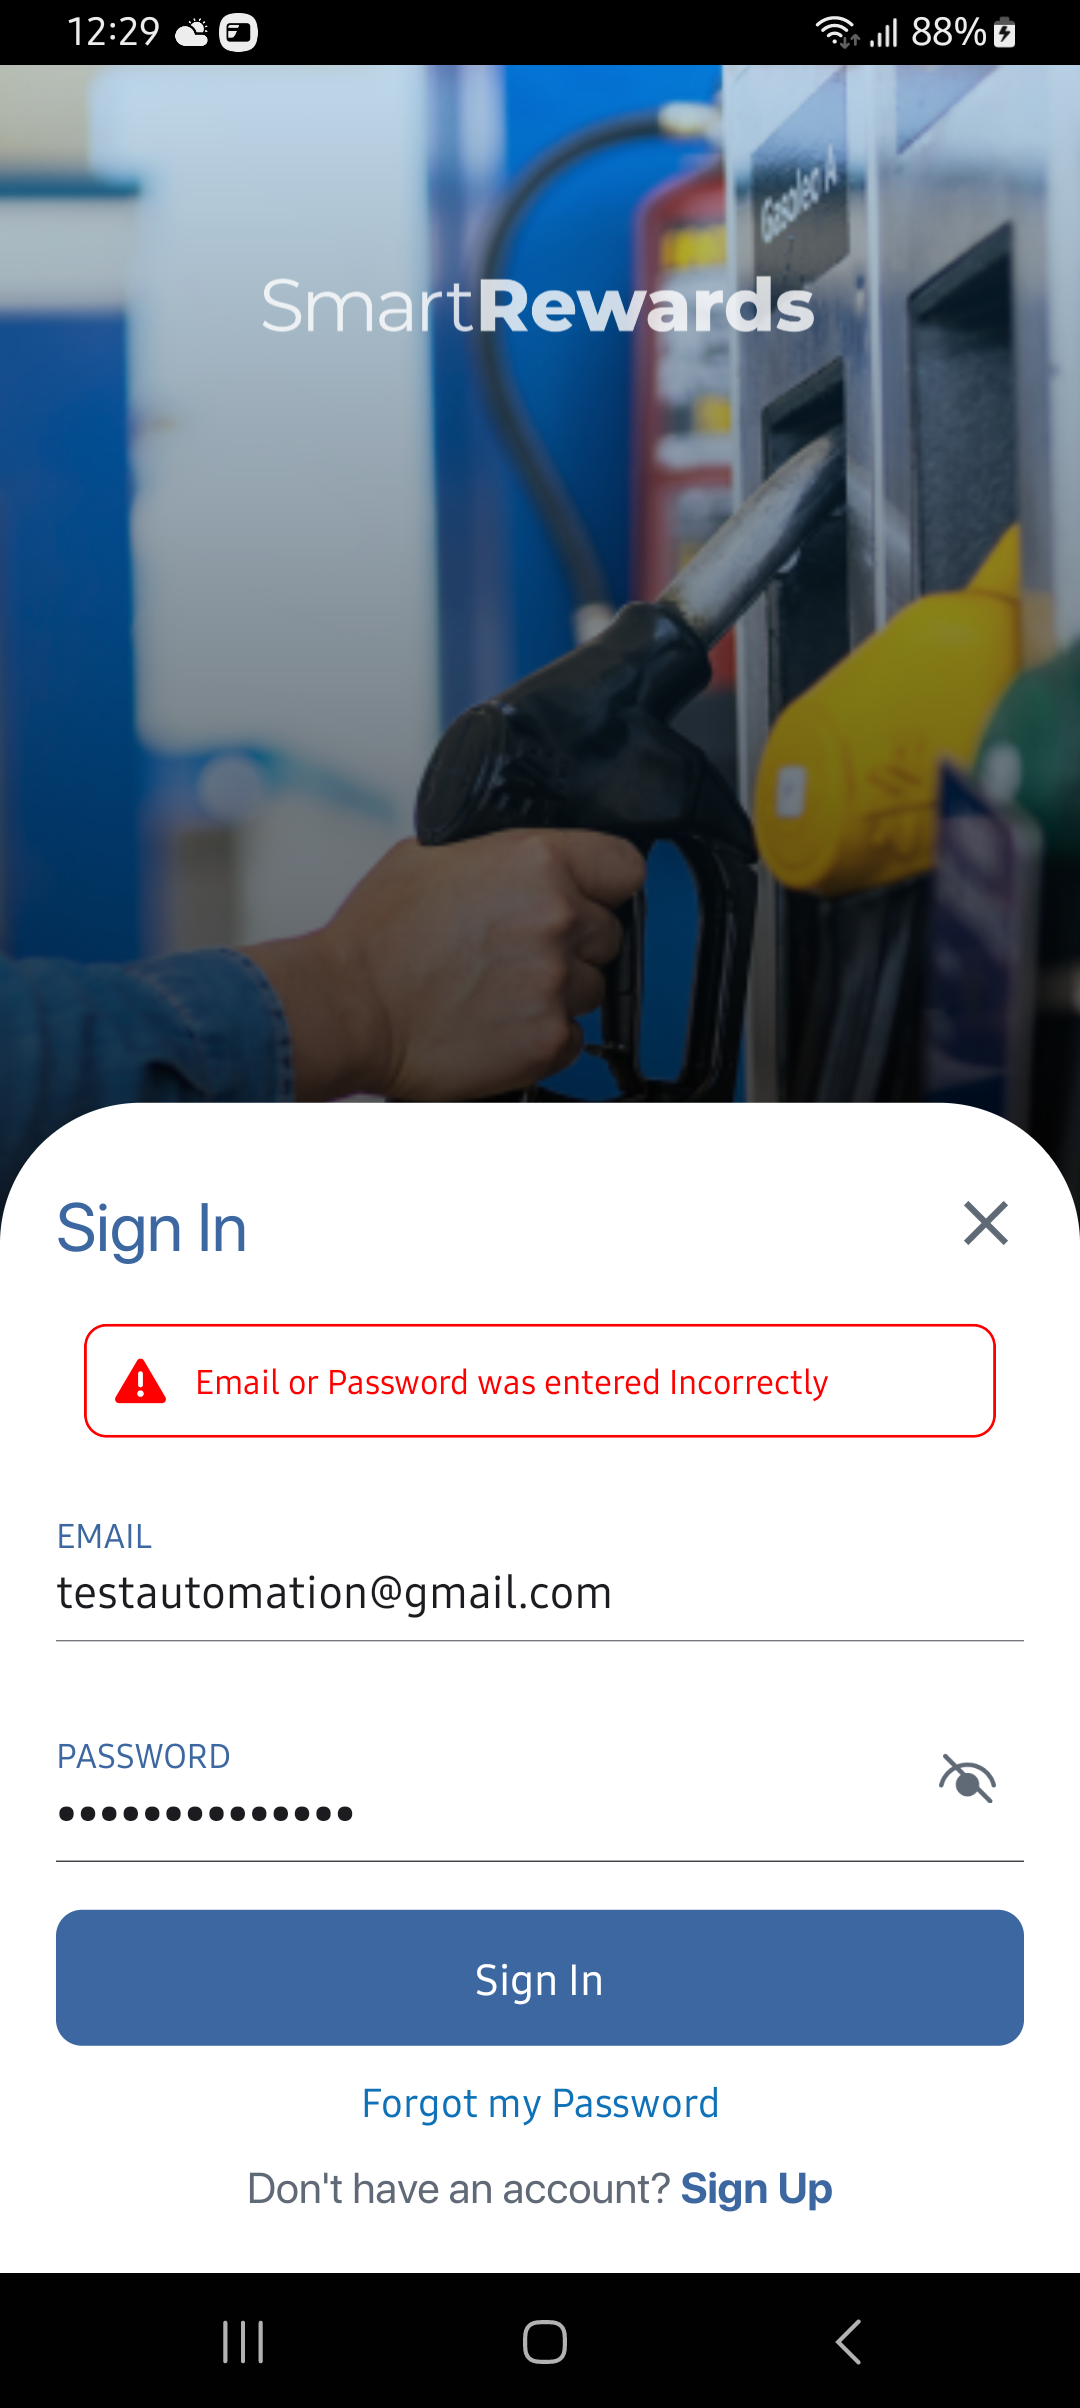 12:29
88%
Gasoleo A
SmartRewards
Sign In
Email or Password was entered Incorrectly
EMAIL
testautomation@gmail.com
PASSWORD
••••••••••••••
Sign In
Forgot my Password
Don't have an account? Sign Up